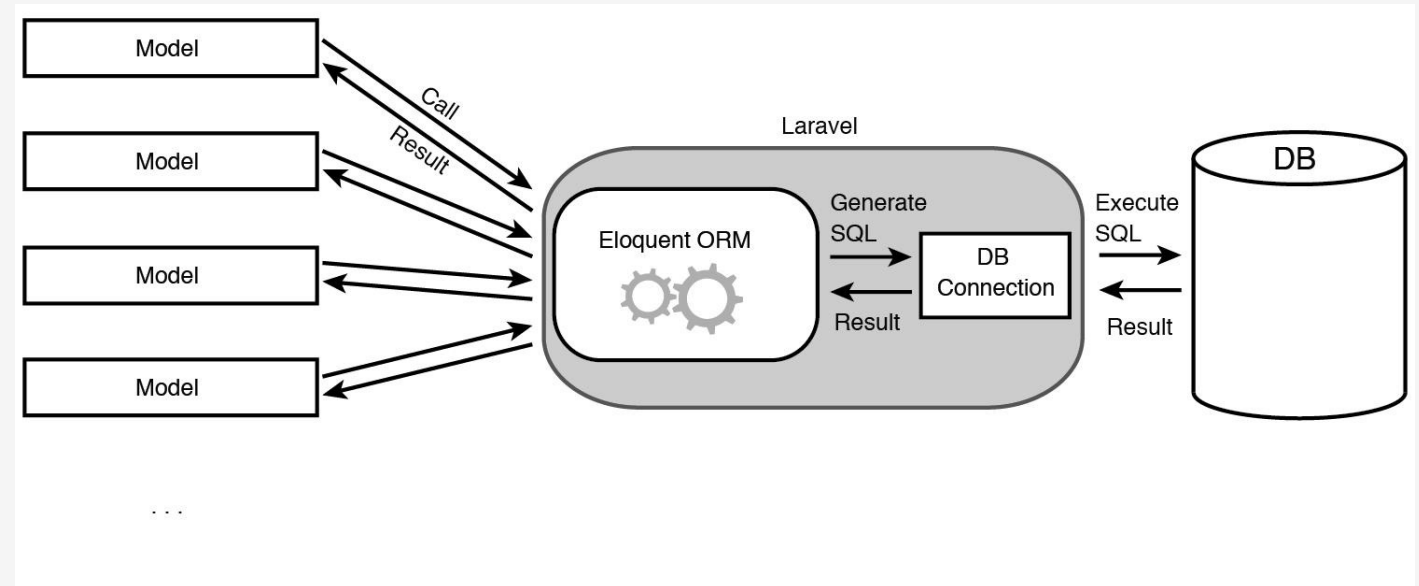 Model
Call
Result
Model
Model
Model
. . .
Laravel
Eloquent ORM
Generate
SQL
Result
DB
Connection
Execute
SQL
Result
DB